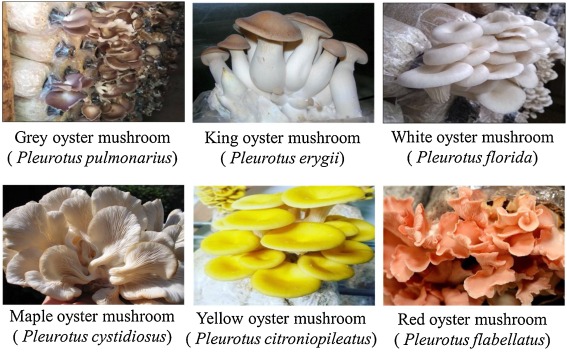 Grey oyster mushroom
( Pleurotus pulmonarius)
King oyster mushroom
( Pleurotus erygii)
White oyster mushroom
( Pleurotus florida)
Maple oyster mushroom
( Pleurotus cystidiosus)
Yellow oyster mushroom
( Pleurotus citroniopileatus)
Red oyster mushroom
( Pleurotus flabellatus)